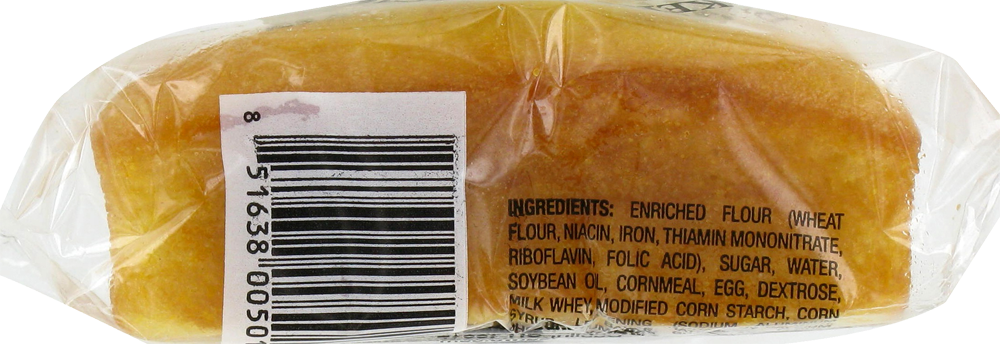 8
51638 0050
INGREDIENTS: ENRICHED FLOUR (WHEAT
FLOUR, NIACIN, IRON, THIAMIN MONONITRATE,
RIBOFLAVIN, FOLIC ACID), SUGAR, WATER,
SOYBEAN OL, CORNMEAL, EGG, DEXTROSE,
MILK WHEY, MODIFIED CORN STARCH, CORN